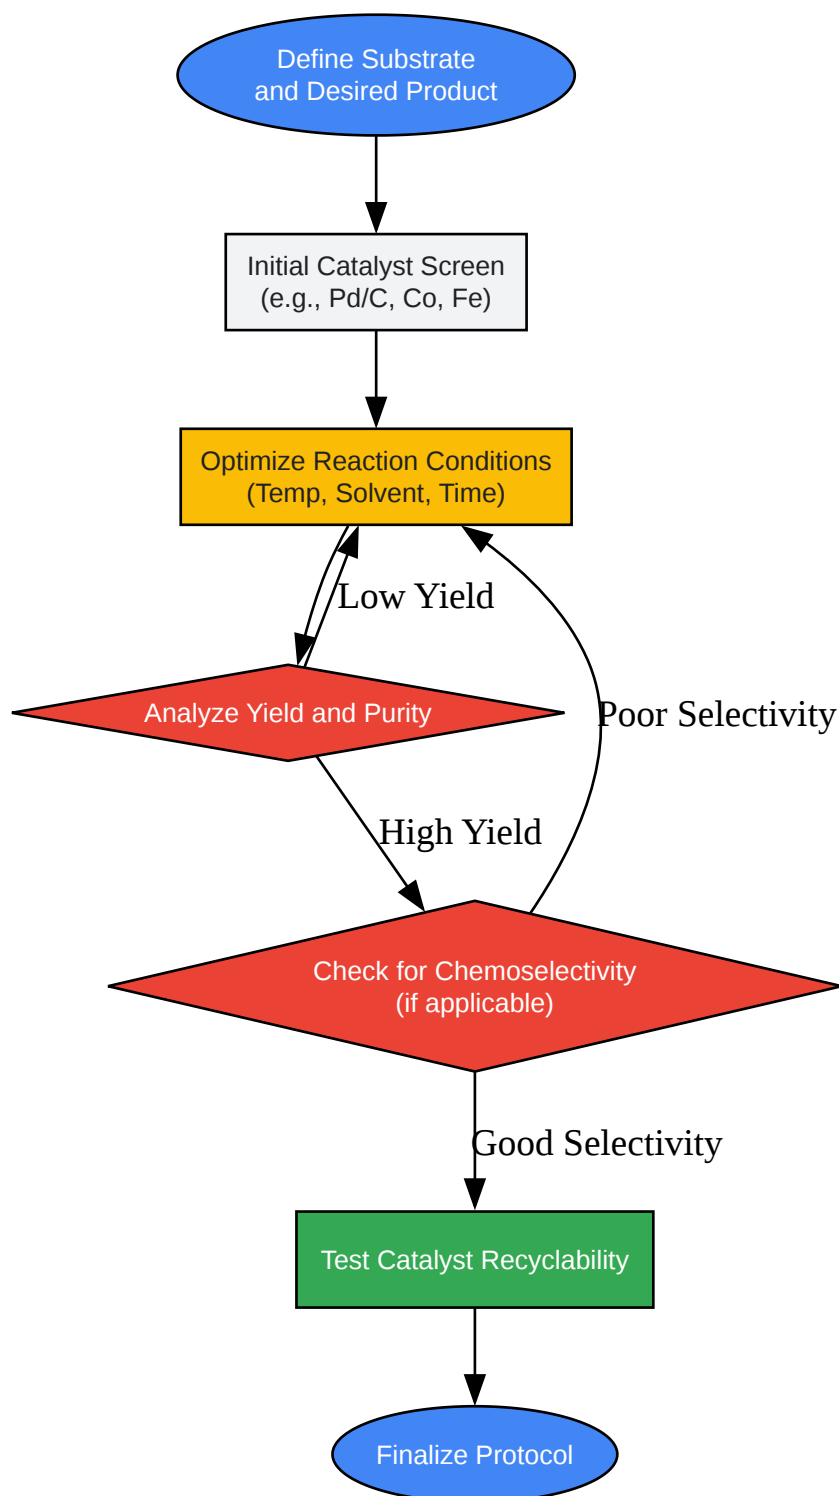 Define Substrate
and Desired Product
Initial Catalyst Screen
(e.g., Pd/C, Co, Fe)
Optimize Reaction Conditions
(Temp, Solvent, Time)
Low Yield
Analyze Yield and Purity
Poor Selectivity
High Yield
Check for Chemoselectivity
(if applicable)
Good Selectivity
Test Catalyst Recyclability
Finalize Protocol